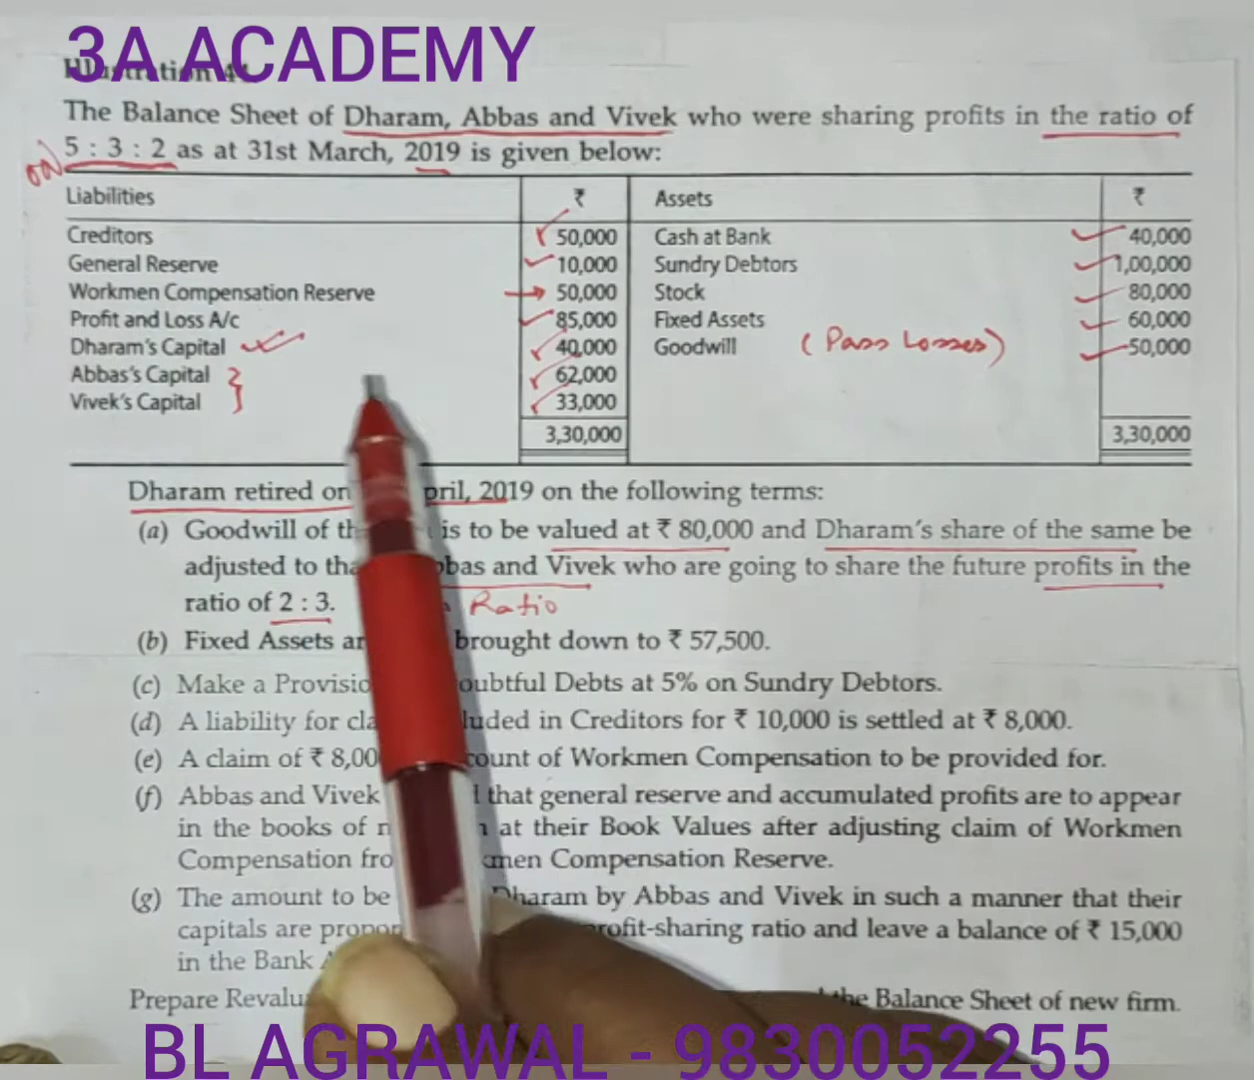 3A ACADEMY
Illustration
The Balance Sheet of Dharam, Abbas and Vivek who were sharing profits in the ratio of
5 : 3 : 2 as at 31st March, 2019 is given below:
Liabilities ₹ Assets ₹
Creditors 50,000 Cash at Bank 40,000
General Reserve 10,000 Sundry Debtors 1,00,000
Workmen Compensation Reserve 50,000 Stock 80,000
Profit and Loss A/c 85,000 Fixed Assets 60,000
Dharam's Capital 40,000 Goodwill (Pass Losses) 50,000
Abbas's Capital 62,000
Vivek's Capital 33,000
3,30,000 3,30,000
Dharam retired on pril, 2019 on the following terms:
(a) Goodwill of th is to be valued at ₹ 80,000 and Dharam's share of the same be
adjusted to tha bbas and Vivek who are going to share the future profits in the
ratio of 2 : 3. Ratio
(b) Fixed Assets ar brought down to ₹ 57,500.
(c) Make a Provisio oubtful Debts at 5% on Sundry Debtors.
(d) A liability for cla luded in Creditors for ₹ 10,000 is settled at ₹ 8,000.
(e) A claim of ₹ 8,00 count of Workmen Compensation to be provided for.
(f) Abbas and Vivek that general reserve and accumulated profits are to appear
in the books of at their Book Values after adjusting claim of Workmen
Compensation fro men Compensation Reserve.
(g) The amount to be Dharam by Abbas and Vivek in such a manner that their
capitals are propor rofit-sharing ratio and leave a balance of ₹ 15,000
in the Bank
Prepare Revalu the Balance Sheet of new firm.
BL AGRAWAL - 9830052255